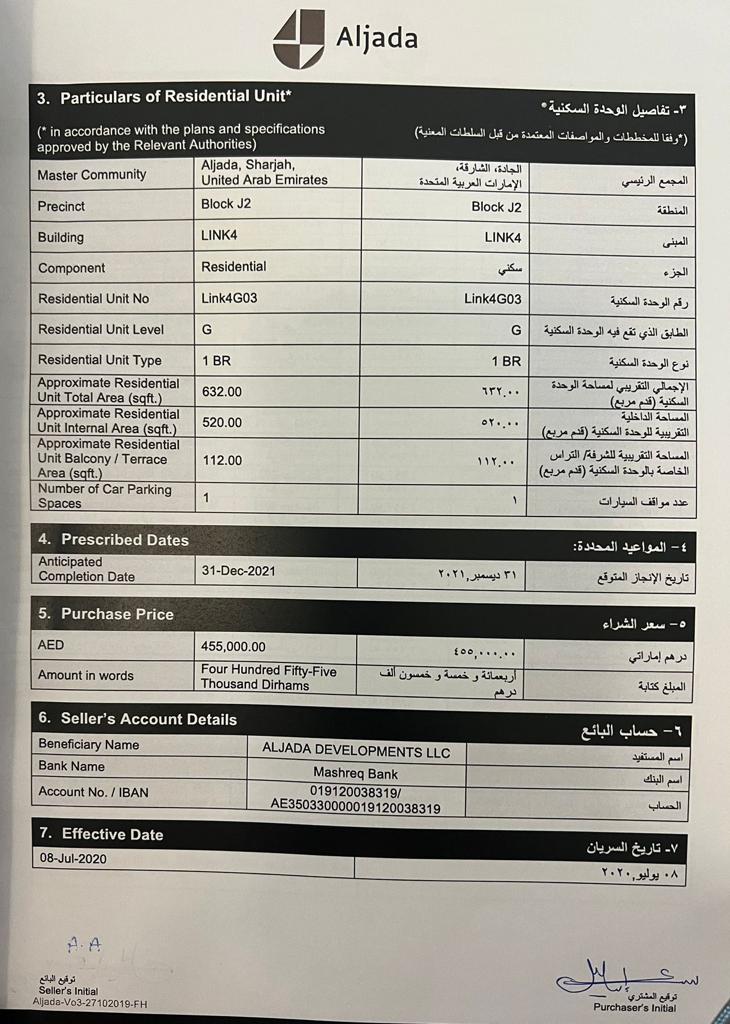 Aljada
3. Particulars of Residential Unit*
٣- تفاصيل الوحدة السكنية*
(* in accordance with the plans and specifications
approved by the Relevant Authorities)
(*وفقا للمخططات والمواصفات المعتمدة من قبل السلطات المعنية)
Master Community
Aljada, Sharjah,
United Arab Emirates
الجادة، الشارقة،
الإمارات العربية المتحدة
المجمع الرئيسي
Precinct
Block J2
Block J2
المنطقة
Building
LINK4
LINK4
المبنى
Component
Residential
سكني
الجزء
Residential Unit No
Link4G03
Link4G03
رقم الوحدة السكنية
Residential Unit Level
G
G
الطابق الذي تقع فيه الوحدة السكنية
Residential Unit Type
1 BR
1 BR
نوع الوحدة السكنية
Approximate Residential
Unit Total Area (sqft.)
632.00
٦٣٢.٠٠
الإجمالي التقريبي لمساحة الوحدة
السكنية (قدم مربع)
Approximate Residential
Unit Internal Area (sqft.)
520.00
٥٢٠.٠٠
المساحة الداخلية
التقريبية للوحدة السكنية (قدم مربع)
Approximate Residential
Unit Balcony / Terrace
Area (sqft.)
112.00
١١٢.٠٠
المساحة التقريبية للشرفة/ التراس
الخاصة بالوحدة السكنية (قدم مربع)
Number of Car Parking
Spaces
1
١
عدد مواقف السيارات
4. Prescribed Dates
٤- المواعيد المحددة:
Anticipated
Completion Date
31-Dec-2021
٣١ ديسمبر,٢٠٢١
تاريخ الإنجاز المتوقع
5. Purchase Price
٥- سعر الشراء
AED
455,000.00
٤٥٥,٠٠٠.٠٠
درهم إماراتي
Amount in words
Four Hundred Fifty-Five
Thousand Dirhams
أربعمائة و خمسة و خمسون ألف
درهم
المبلغ كتابة
6. Seller's Account Details
٦- حساب البائع
Beneficiary Name
ALJADA DEVELOPMENTS LLC
اسم المستفيد
Bank Name
Mashreq Bank
اسم البنك
Account No. / IBAN
019120038319/
AE350330000019120038319
الحساب
7. Effective Date
٧- تاريخ السريان
08-Jul-2020
٠٨ يوليو,٢٠٢٠
A.A
توقيع البائع
Seller's Initial
Aljada-Vo3-27102019-FH
توقيع المشتري
Purchaser's Initial